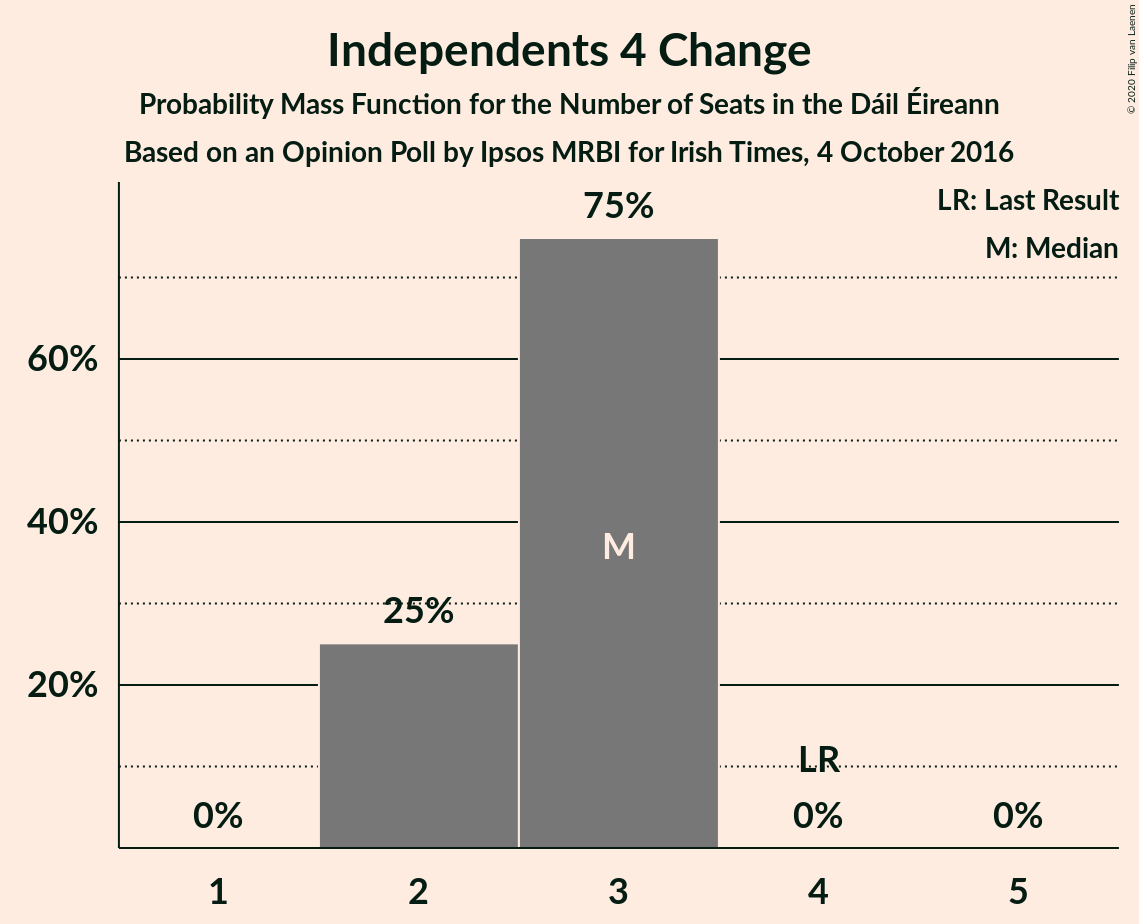 Independents 4 Change
Probability Mass Function for the Number of Seats in the Dáil Éireann
Based on an Opinion Poll by Ipsos MRBI for Irish Times, 4 October 2016
© 2020 Filip van Laenen
LR: Last Result
M: Median
75%
60%
40%
M
25%
20%
LR
0%
0%
0%
1 2 3 4 5